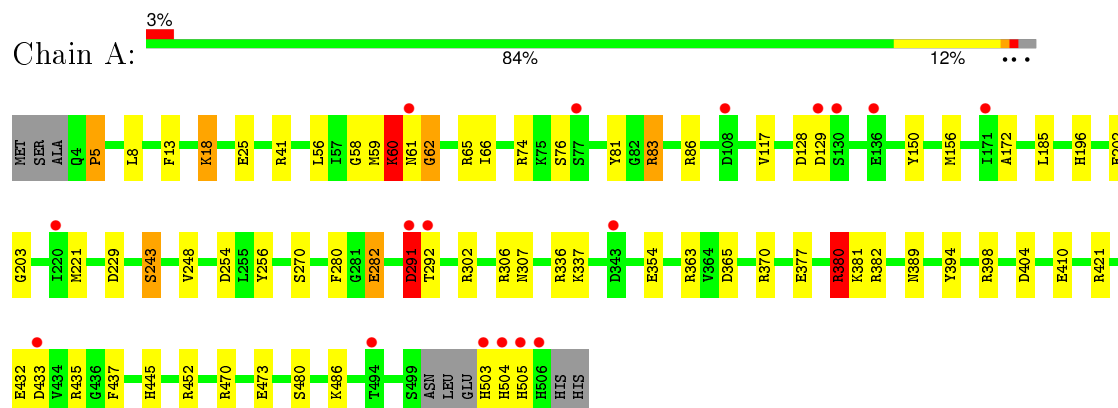 3%
Chain A:
84% 12% •• •
MET SER ALA Q4 P5 L8 F13 K18 E25 R41 L56 I57 G58 M59 K60 N61 G62 R65 I66 R74 K75 S76 S77 Y81 G82 R83 R86 D108 V117 D128 D129 S130 E136 Y150 M156 I171 A172 L185 H196
G203 I220 M221 D229 S243 V248 D254 L255 Y256 S270 F280 G281 E282 D291 T292 R302 R306 N307 R336 K337 D343 E354 R363 V364 D365 R370 E377 R380 K381 R382 N389 Y394 R398 D404 E410 R421
E432 D433 V434 R435 G436 F437 H445 R452 R470 E473 S480 K486 T494 S499 ASN LEU GLU H503 H504 H505 H506 HIS HIS